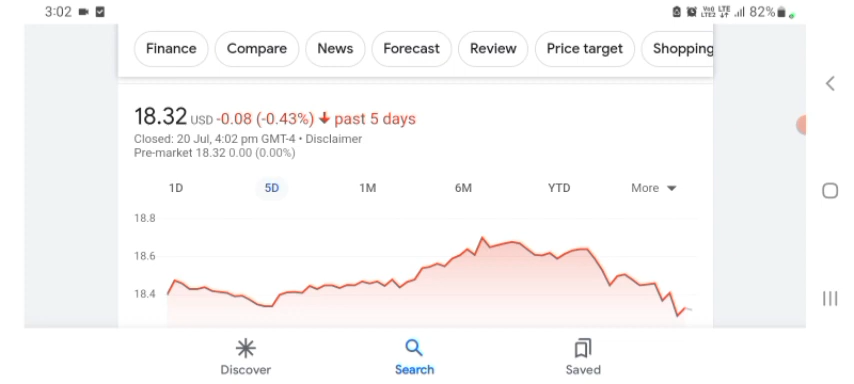 3:02 82%
Finance Compare News Forecast Review Price target Shopping
18.32 USD -0.08 (-0.43%) past 5 days
Closed: 20 Jul, 4:02 pm GMT-4 • Disclaimer
Pre-market 18.32 0.00 (0.00%)
1D 5D 1M 6M YTD More
18.8
18.6
18.4
Discover Search Saved